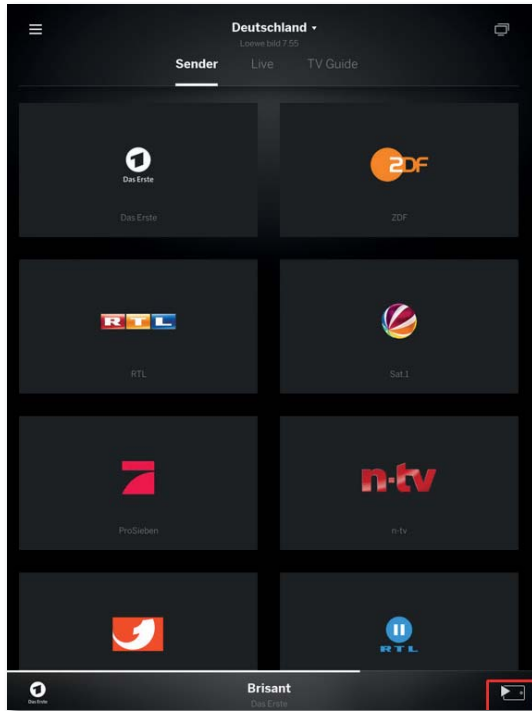 Deutschland
Loewe bild 7.55
Sender Live TV Guide
Das Erste
ZDF
Das Erste ZDF
RTL
RTL Sat.1
n-tv
ProSieben n-tv
RTL
Das Erste Brisant
Das Erste